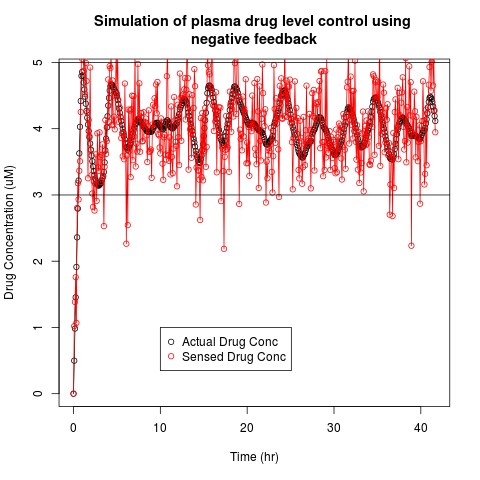 Simulation of plasma drug level control using
negative feedback
Drug Concentration (uM)
5
4
3
2
1
0
Actual Drug Conc
Sensed Drug Conc
0 10 20 30 40
Time (hr)